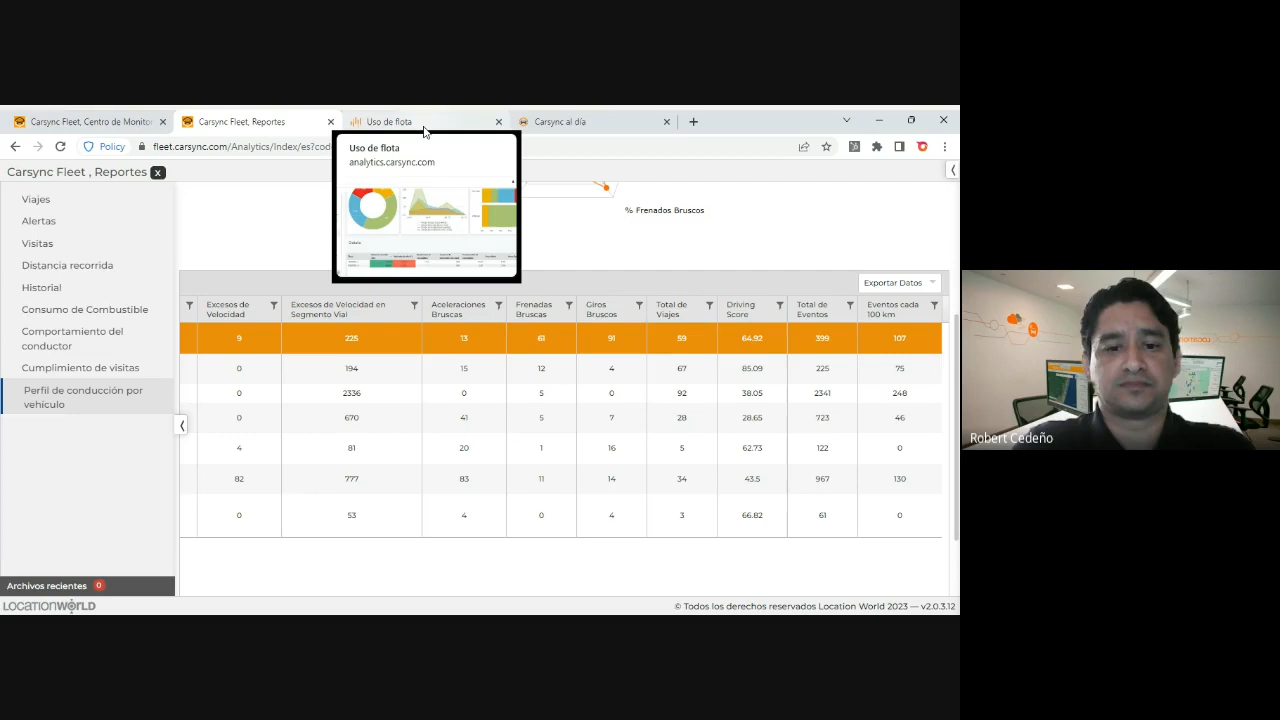 Carsync Fleet, Centro de Monito
Carsync Fleet, Reportes
Uso de flota
Carsync al día
Policy
fleet.carsync.com/Analytics/Index/es?cod
Uso de flota
analytics.carsync.com
Carsync Fleet , Reportes x
Viajes
Alertas
Visitas
Distancia recorrida
Historial
Consumo de Combustible
Comportamiento del
conductor
Cumplimiento de visitas
Perfil de conducción por
vehículo
Archivos recientes 0
% Frenados Bruscos
Exportar Datos
Excesos de Velocidad
Excesos de Velocidad en Segmento Vial
Aceleraciones Bruscas
Frenadas Bruscas
Giros Bruscos
Total de Viajes
Driving Score
Total de Eventos
Eventos cada 100 km
9 225 13 61 91 59 64.92 399 107
0 194 15 12 4 67 85.09 225 75
0 2336 0 5 0 92 38.05 2341 248
0 670 41 5 7 28 28.65 723 46
4 81 20 1 16 5 62.73 122 0
82 777 83 11 14 34 43.5 967 130
0 53 4 0 4 3 66.82 61 0
LOCATIONWORLD
© Todos los derechos reservados Location World 2023 — v2.0.3.12
Robert Cedeño